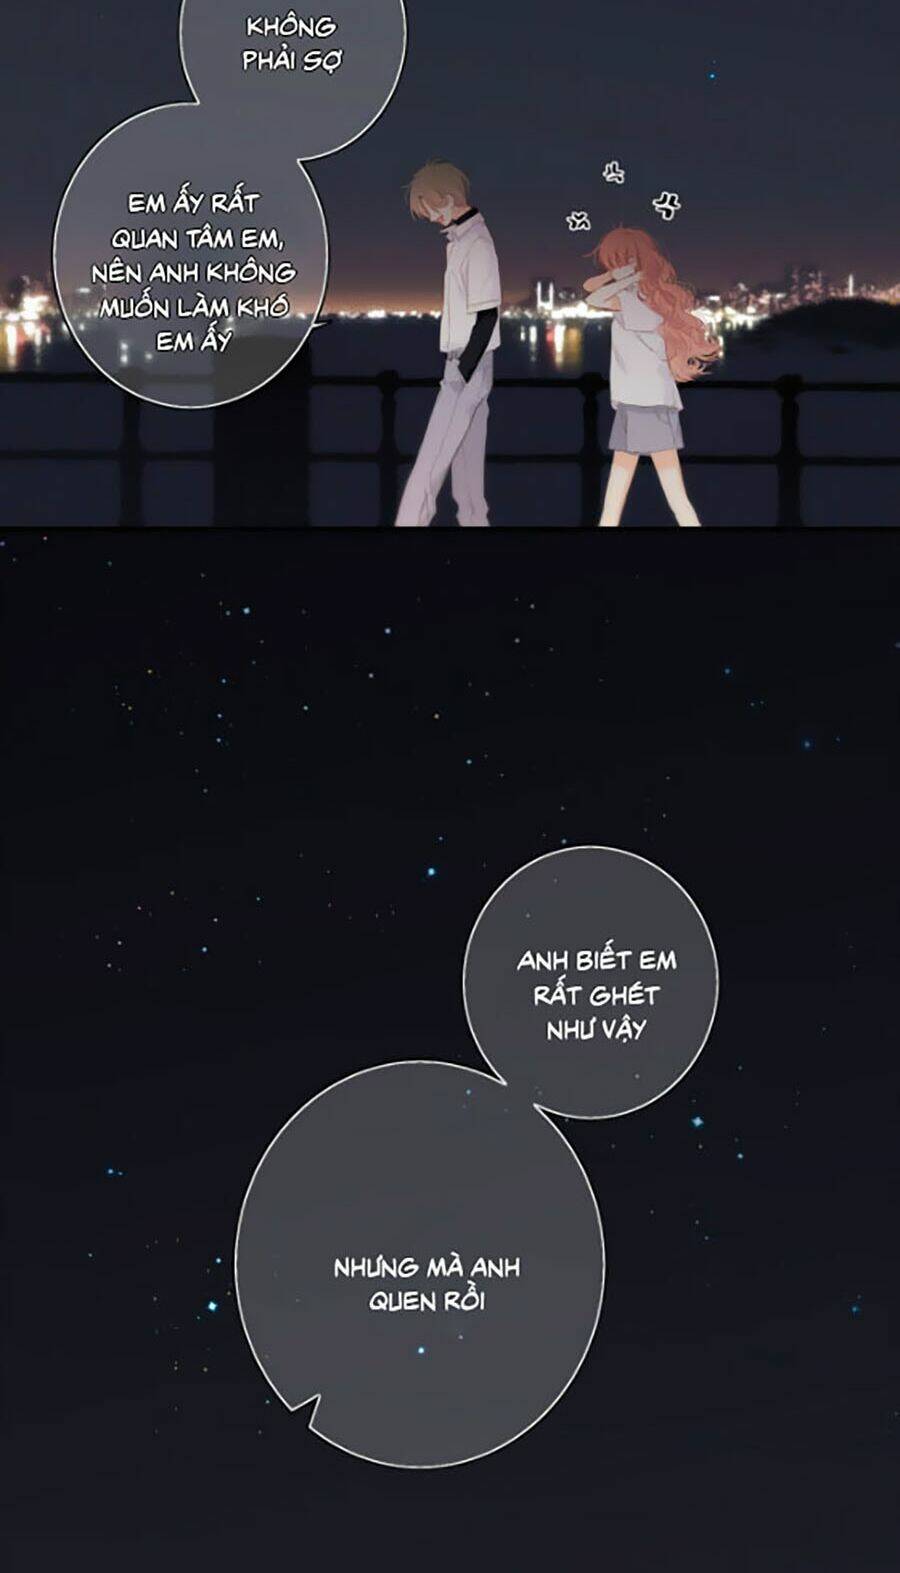 KHÔNG
PHẢI SỢ
EM ẤY RẤT
QUAN TÂM EM,
NÊN ANH KHÔNG
MUỐN LÀM KHÓ
EM ẤY
ANH BIẾT EM
RẤT GHÉT
NHƯ VẬY
NHƯNG MÀ ANH
QUEN RỒI